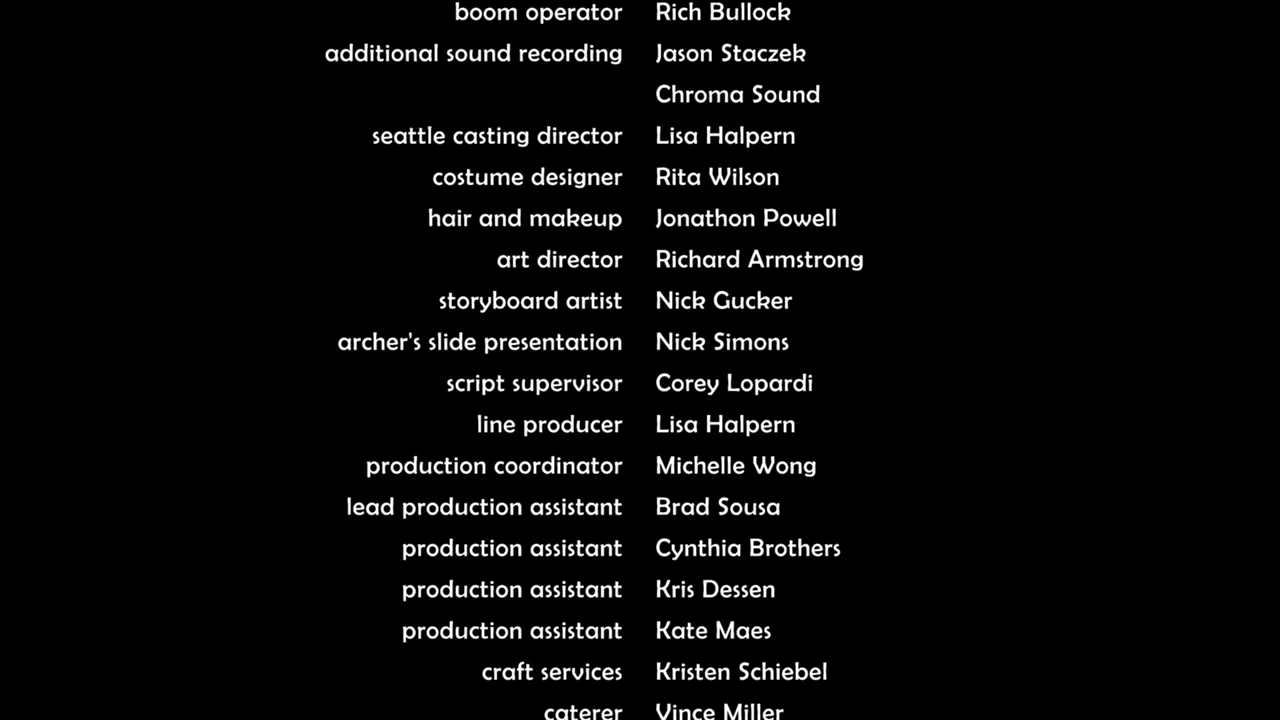 boom operator Rich Bullock
additional sound recording Jason Staczek
Chroma Sound
seattle casting director Lisa Halpern
costume designer Rita Wilson
hair and makeup Jonathon Powell
art director Richard Armstrong
storyboard artist Nick Gucker
archer's slide presentation Nick Simons
script supervisor Corey Lopardi
line producer Lisa Halpern
production coordinator Michelle Wong
lead production assistant Brad Sousa
production assistant Cynthia Brothers
production assistant Kris Dessen
production assistant Kate Maes
craft services Kristen Schiebel
caterer Vince Miller